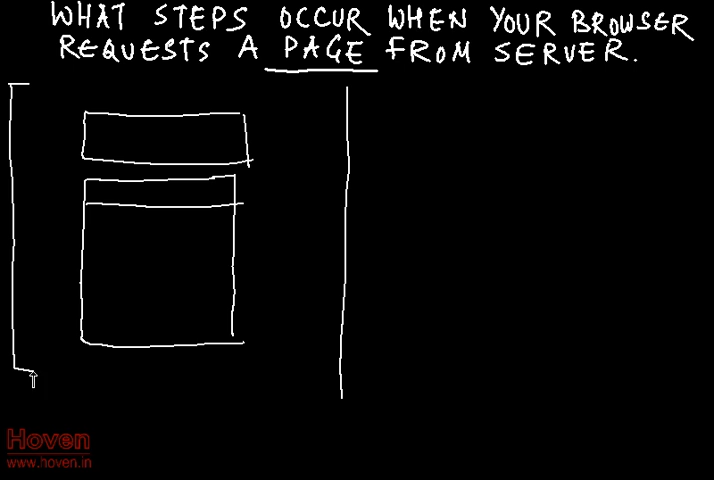 WHAT STEPS OCCUR WHEN YOUR BROWSER
REQUESTS A PAGE FROM SERVER.
Hoven
www.hoven.in